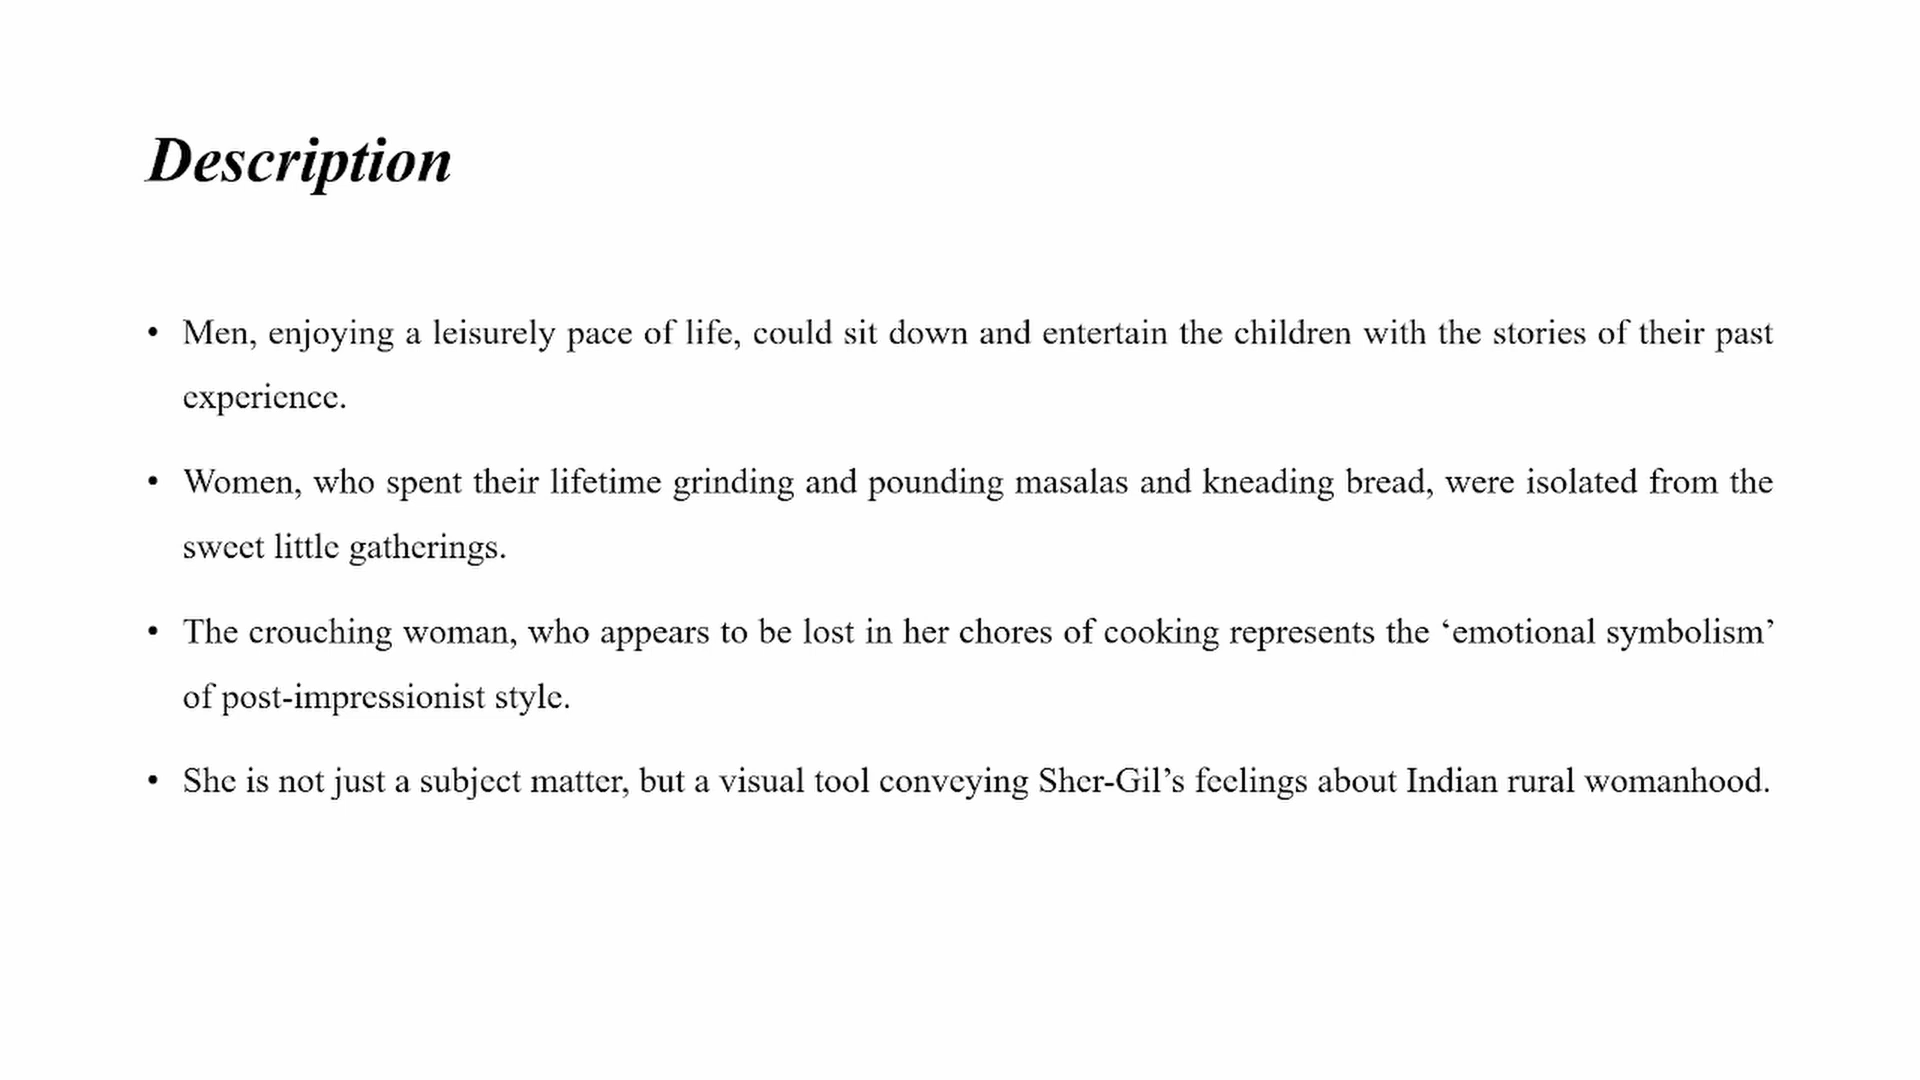 Description
• Men, enjoying a leisurely pace of life, could sit down and entertain the children with the stories of their past
experience.
• Women, who spent their lifetime grinding and pounding masalas and kneading bread, were isolated from the
sweet little gatherings.
• The crouching woman, who appears to be lost in her chores of cooking represents the ‘emotional symbolism’
of post-impressionist style.
• She is not just a subject matter, but a visual tool conveying Sher-Gil’s feelings about Indian rural womanhood.